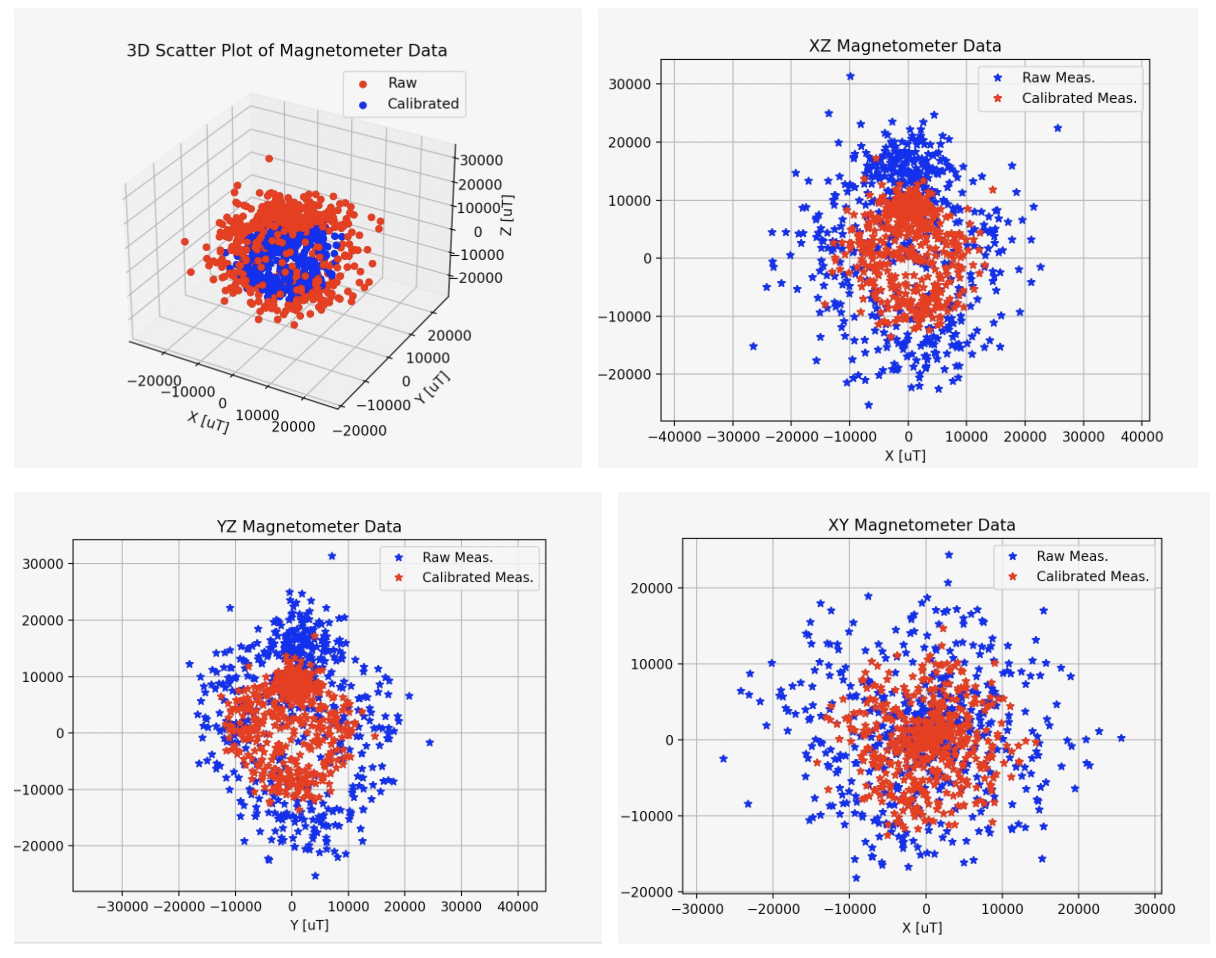 3D Scatter Plot of Magnetometer Data
Raw
Calibrated
30000
20000
10000
0
−10000
−20000
Z [uT]
20000
10000
0
−10000
−20000
Y [uT]
−20000
−10000
0
10000
20000
X [uT]
XZ Magnetometer Data
Raw Meas.
Calibrated Meas.
30000
20000
10000
0
−10000
−20000
−40000 −30000 −20000 −10000 0 10000 20000 30000 40000
X [uT]
YZ Magnetometer Data
Raw Meas.
Calibrated Meas.
30000
20000
10000
0
−10000
−20000
−30000 −20000 −10000 0 10000 20000 30000 40000
Y [uT]
XY Magnetometer Data
Raw Meas.
Calibrated Meas.
20000
10000
0
−10000
−20000
−30000 −20000 −10000 0 10000 20000 30000
X [uT]